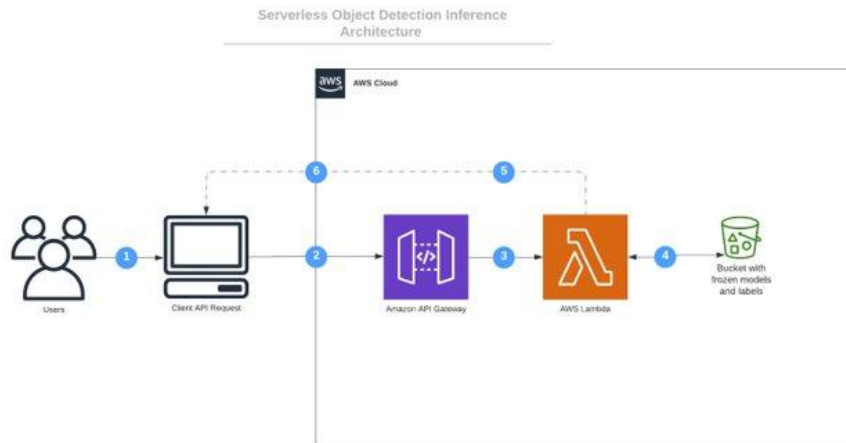 Serverless Object Detection Inference
Architecture
aws
AWS Cloud
6
5
1
2
3
4
Users
Client API Request
Amazon API Gateway
AWS Lambda
Bucket with
frozen models
and labels